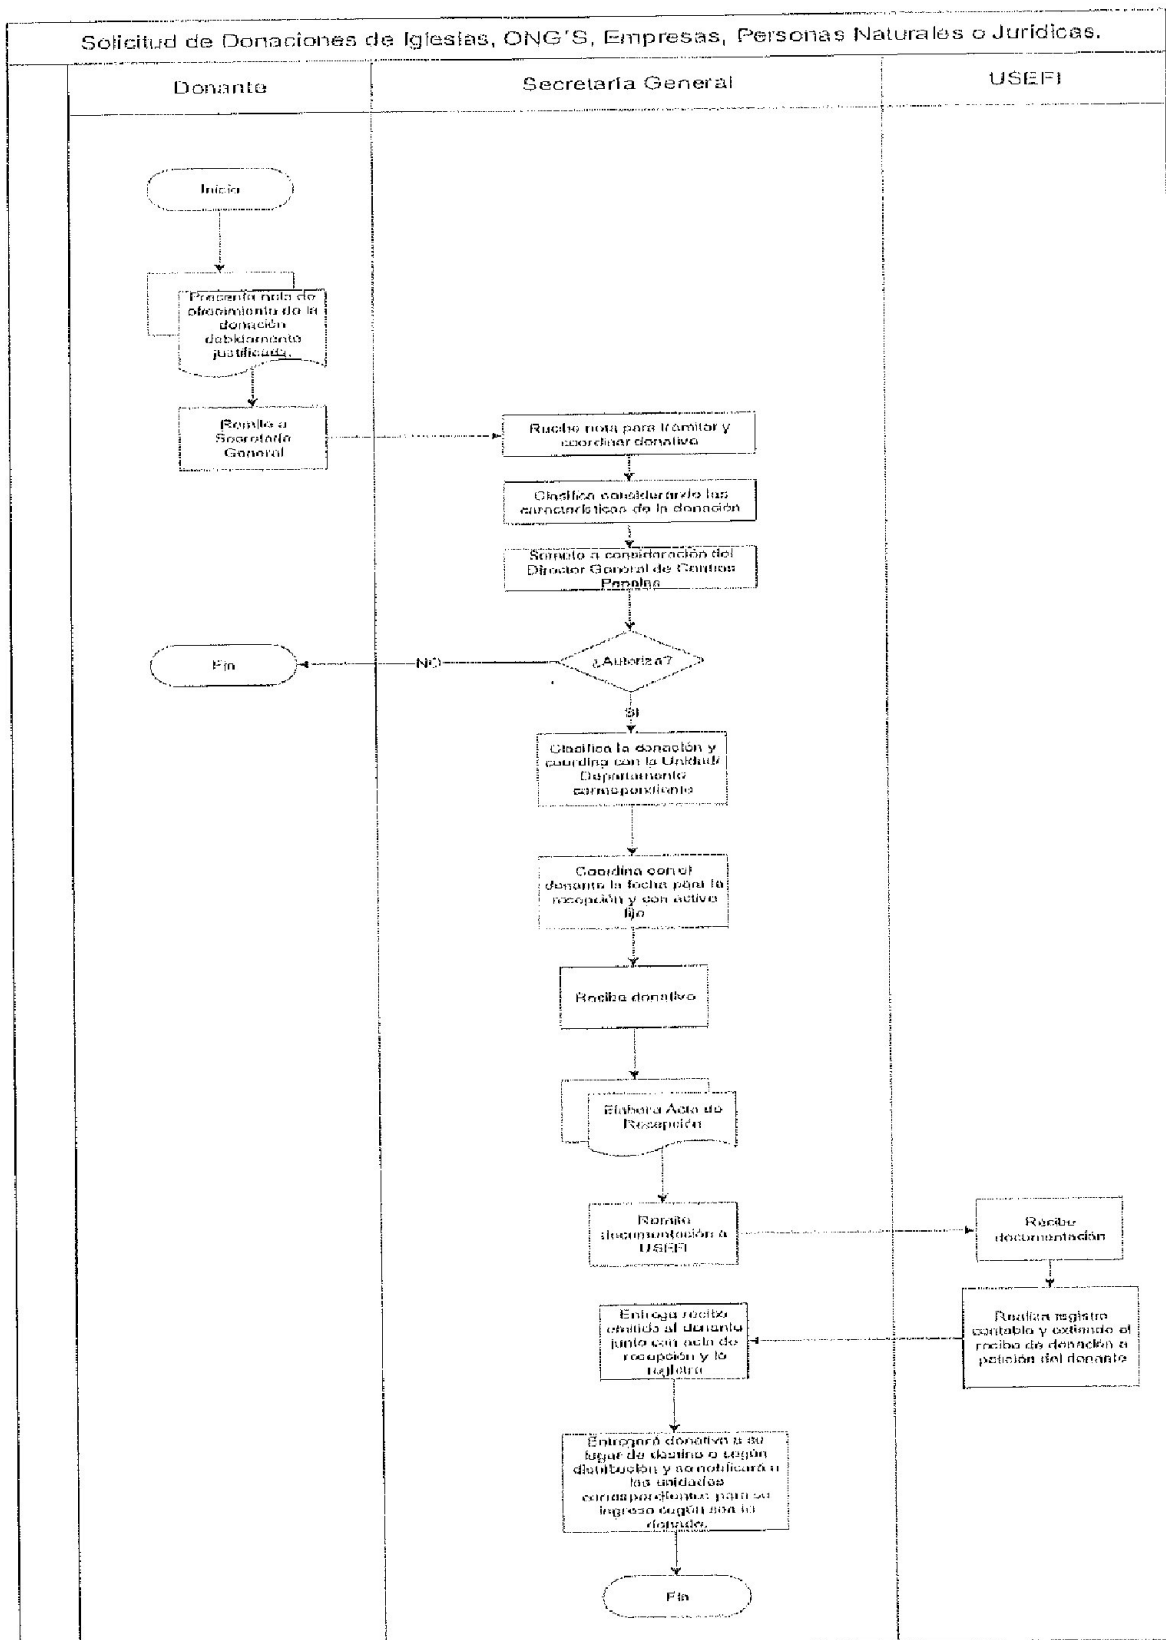 Solicitud de Donaciones de Iglesias, ONG'S, Empresas, Personas Naturales o Jurídicas.
Donante
Secretaría General
USEFI
Inicio
Presenta nota de
ofrecimiento de la
donación
debidamente
justificada.
Remite a
Secretaría
General
Recibe nota para tramitar y
coordinar donativo
Clasifica considerando las
características de la donación
Somete a consideración del
Director General de Centros
Penales
¿Autoriza?
NO
Fin
SI
Clasifica la donación y
coordina con la Unidad/
Departamento
correspondiente
Coordina con el
donante la fecha para la
recepción y con activo
fijo
Recibe donativo
Elabora Acta de
Recepción
Remite
documentación a
USEFI
Recibe
documentación
Realiza registro
contable y extiende el
recibo de donación a
petición del donante
Entrega recibo
emitido al donante
junto con acta de
recepción y lo
registra
Entregará donativo a su
lugar de destino o según
distribución y se notificará a
las unidades
correspondientes para su
ingreso según sea lo
donado.
Fin